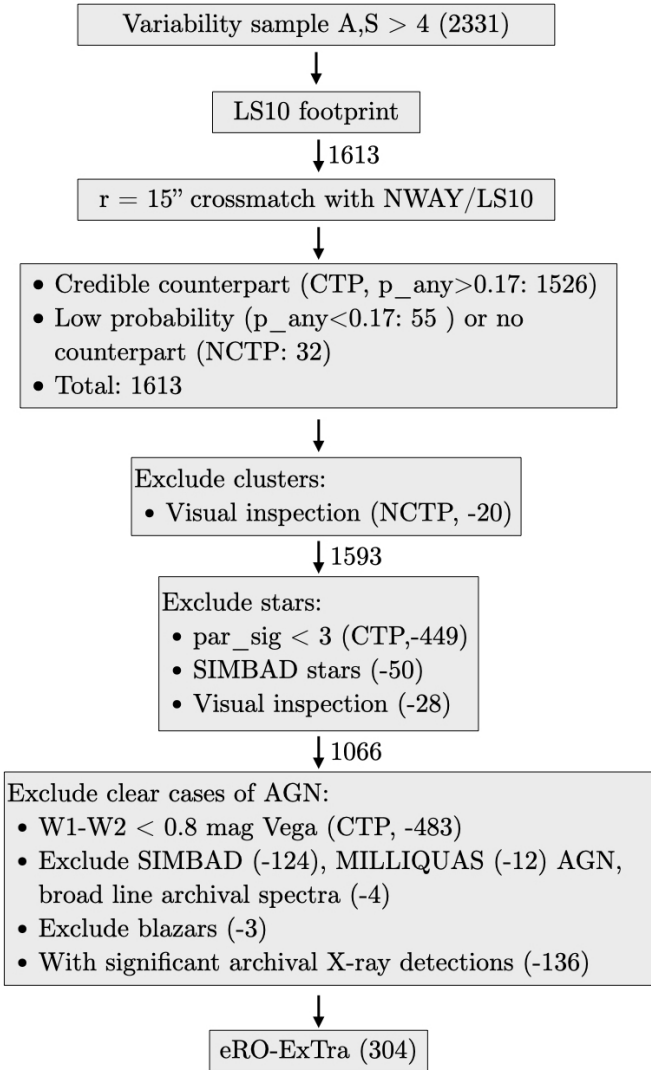 Variability sample A,S > 4 (2331)
LS10 footprint
1613
r = 15” crossmatch with NWAY/LS10
• Credible counterpart (CTP, p_any>0.17: 1526)
• Low probability (p_any<0.17: 55 ) or no
counterpart (NCTP: 32)
• Total: 1613
Exclude clusters:
• Visual inspection (NCTP, -20)
1593
Exclude stars:
• par_sig < 3 (CTP,-449)
• SIMBAD stars (-50)
• Visual inspection (-28)
1066
Exclude clear cases of AGN:
• W1-W2 < 0.8 mag Vega (CTP, -483)
• Exclude SIMBAD (-124), MILLIQUAS (-12) AGN,
broad line archival spectra (-4)
• Exclude blazars (-3)
• With significant archival X-ray detections (-136)
eRO-ExTra (304)